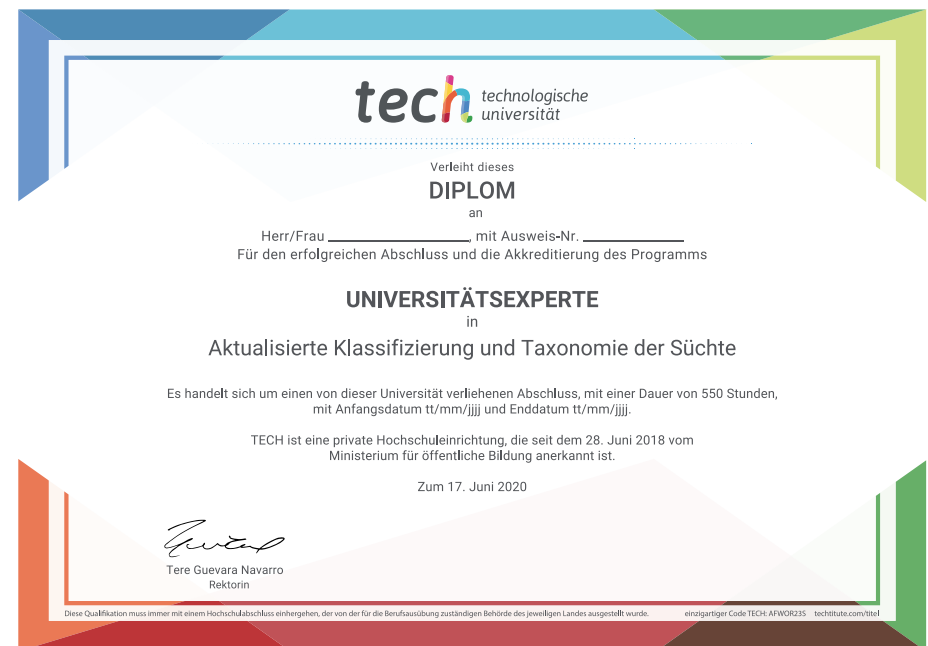 tech technologische
universität
Verleiht dieses
DIPLOM
an
Herr/Frau ____________________, mit Ausweis-Nr. ______________
Für den erfolgreichen Abschluss und die Akkreditierung des Programms
UNIVERSITÄTSEXPERTE
in
Aktualisierte Klassifizierung und Taxonomie der Süchte
Es handelt sich um einen von dieser Universität verliehenen Abschluss, mit einer Dauer von 550 Stunden,
mit Anfangsdatum tt/mm/jjjj und Enddatum tt/mm/jjjj.
TECH ist eine private Hochschuleinrichtung, die seit dem 28. Juni 2018 vom
Ministerium für öffentliche Bildung anerkannt ist.
Zum 17. Juni 2020
Tere Guevara Navarro
Rektorin
Diese Qualifikation muss immer mit einem Hochschulabschluss einhergehen, der von der für die Berufsausübung zuständigen Behörde des jeweiligen Landes ausgestellt wurde. einzigartiger Code TECH: AFWOR23S techtitute.com/titel